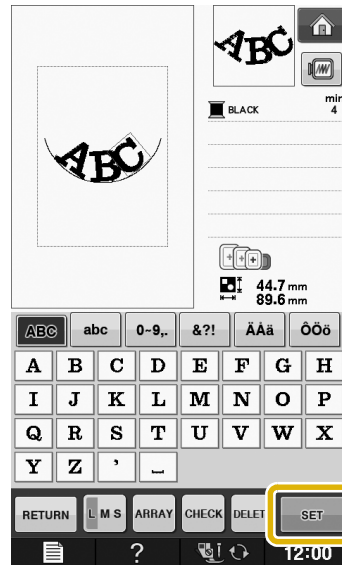 ABC
ABC
BLACK
min
4
44.7 mm
89.6 mm
ABC abc 0~9,. &?! ÄÅä ÔÖö
A B C D E F G H
I J K L M N O P
Q R S T U V W X
Y Z ’ _
RETURN L M S ARRAY CHECK DELET SET
? 12:00